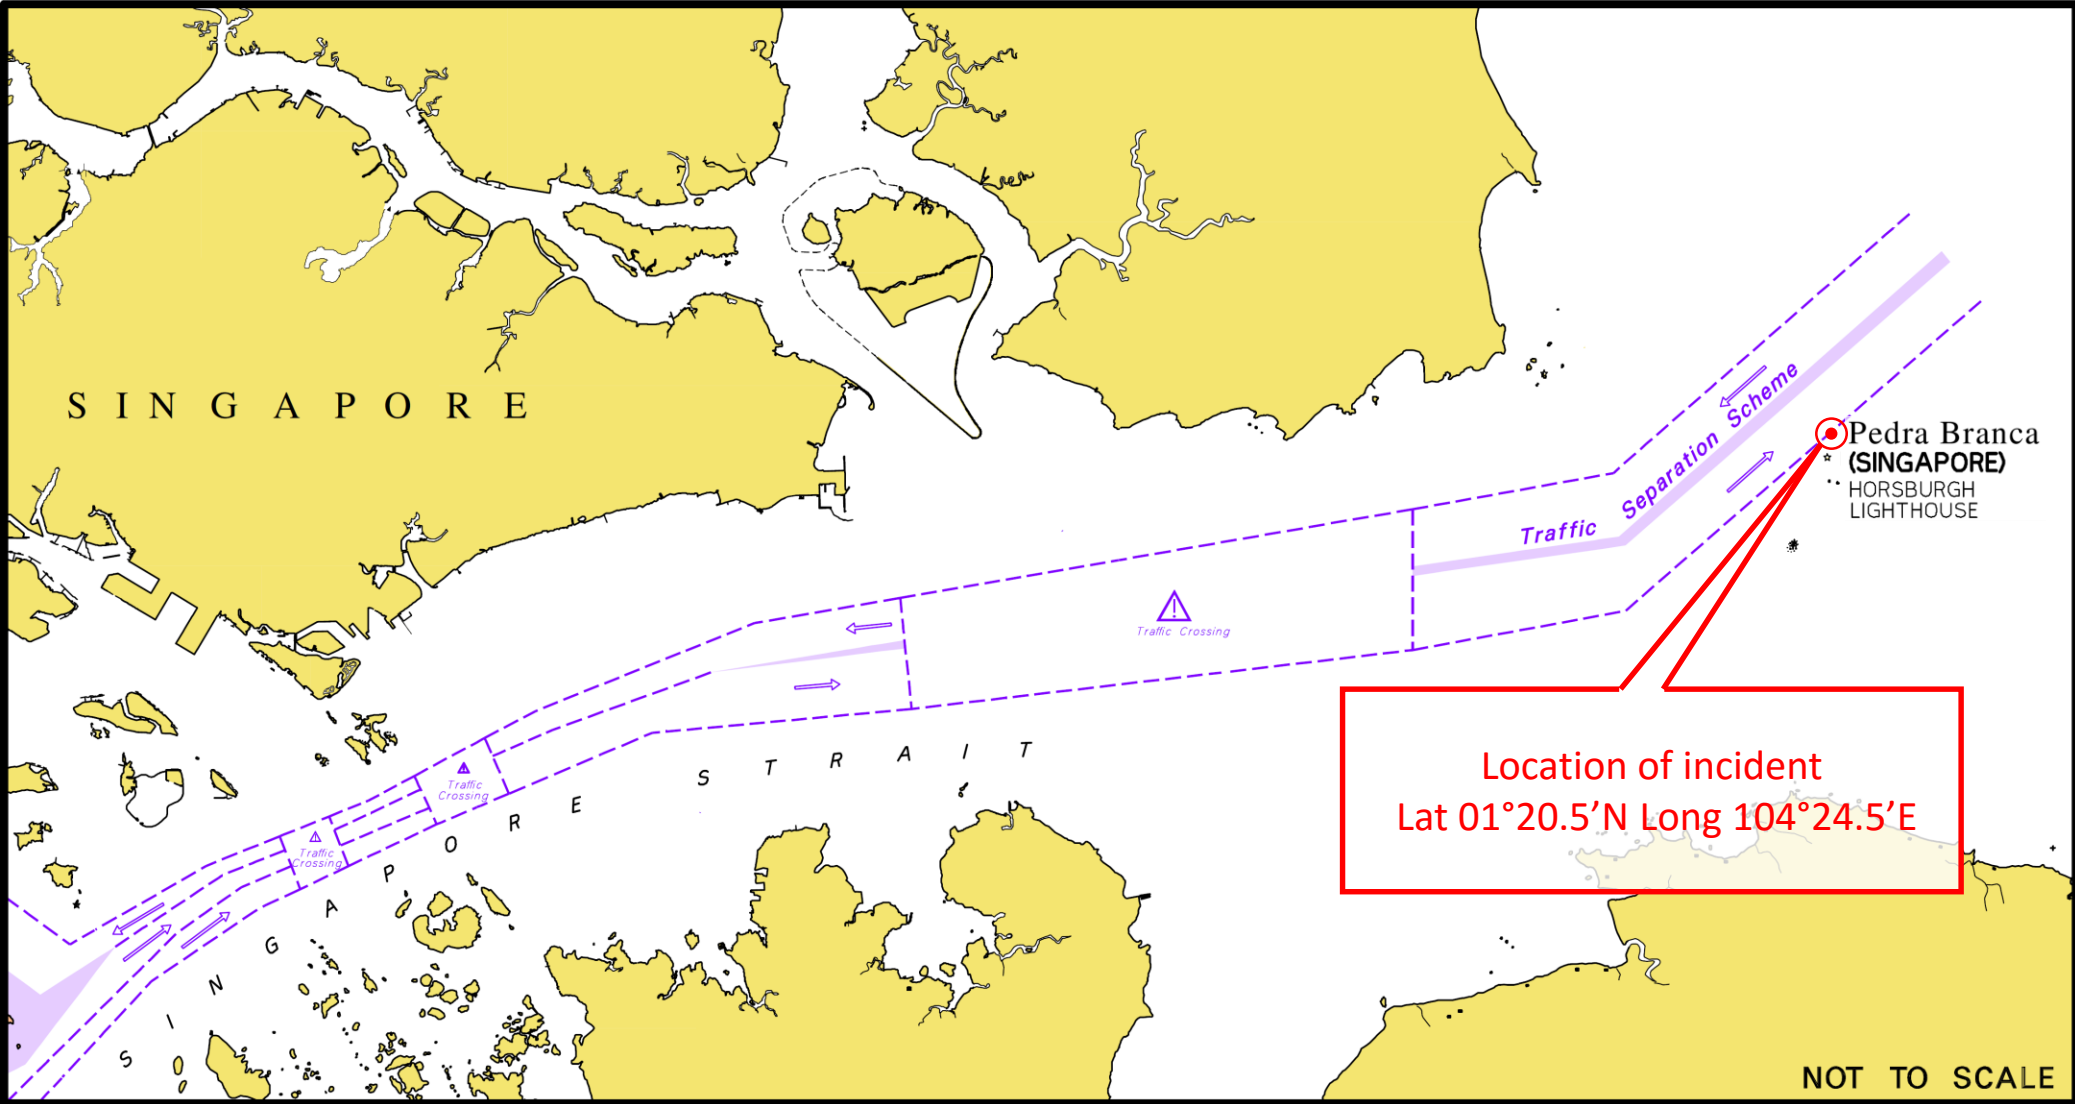 SINGAPORE
Traffic Separation Scheme
Pedra Branca
(SINGAPORE)
HORSBURGH
LIGHTHOUSE
Traffic Crossing
Location of incident
Lat 01°20.5’N Long 104°24.5’E
Traffic
Crossing
Traffic
Crossing
SINGAPORE STRAIT
NOT TO SCALE